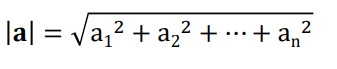 |a| = √a₁² + a₂² + ⋯ + aₙ²